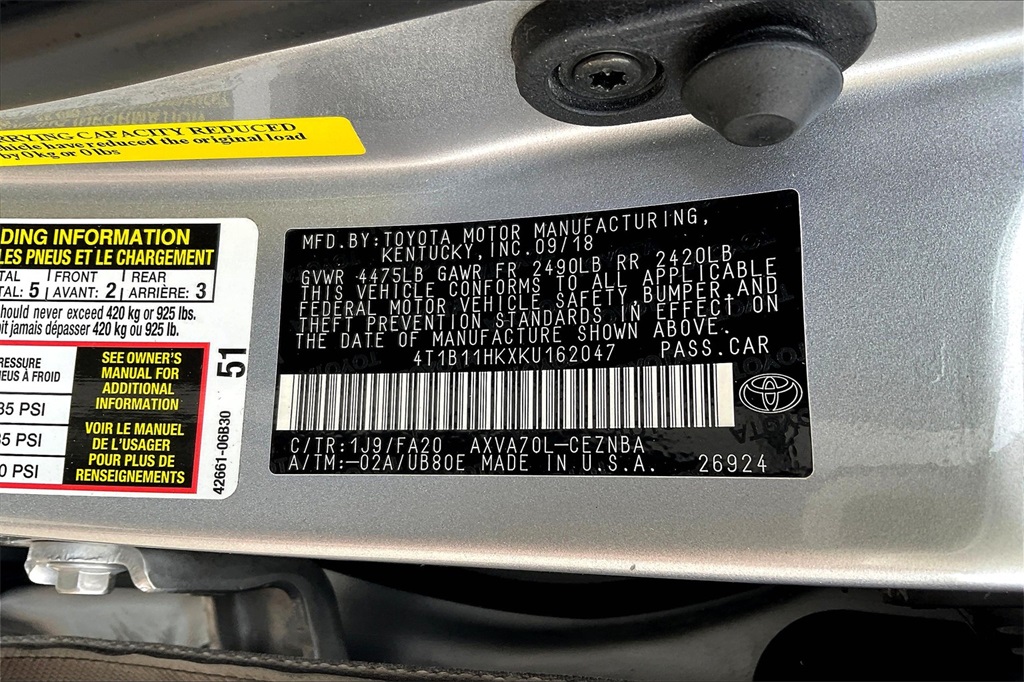 RRYING CAPACITY REDUCED
hicle have reduced the original load
by 0 kg or 0 lbs
DING INFORMATION
LES PNEUS ET LE CHARGEMENT
TAL FRONT REAR
TAL: 5 AVANT: 2 ARRIÈRE: 3
hould never exceed 420 kg or 925 lbs.
oit jamais dépasser 420 kg ou 925 lb.
RESSURE
NEUS À FROID
35 PSI
35 PSI
0 PSI
SEE OWNER'S
MANUAL FOR
ADDITIONAL
INFORMATION
VOIR LE MANUEL
DE L'USAGER
POUR PLUS DE
RENSEIGNEMENTS
51
42661-06B30
MFD.BY:TOYOTA MOTOR MANUFACTURING,
KENTUCKY,INC.09/18
GVWR 4475LB GAWR FR 2490LB RR 2420LB
THIS VEHICLE CONFORMS TO ALL APPLICABLE
FEDERAL MOTOR VEHICLE SAFETY,BUMPER,AND
THEFT PREVENTION STANDARDS IN EFFECT ON
THE DATE OF MANUFACTURE SHOWN ABOVE.
4T1B11HKXKU162047 PASS.CAR
C/TR:1J9/FA20 AXVA70L-CEZNBA
A/TM:-02A/UB80E MADE IN U.S.A. 26924